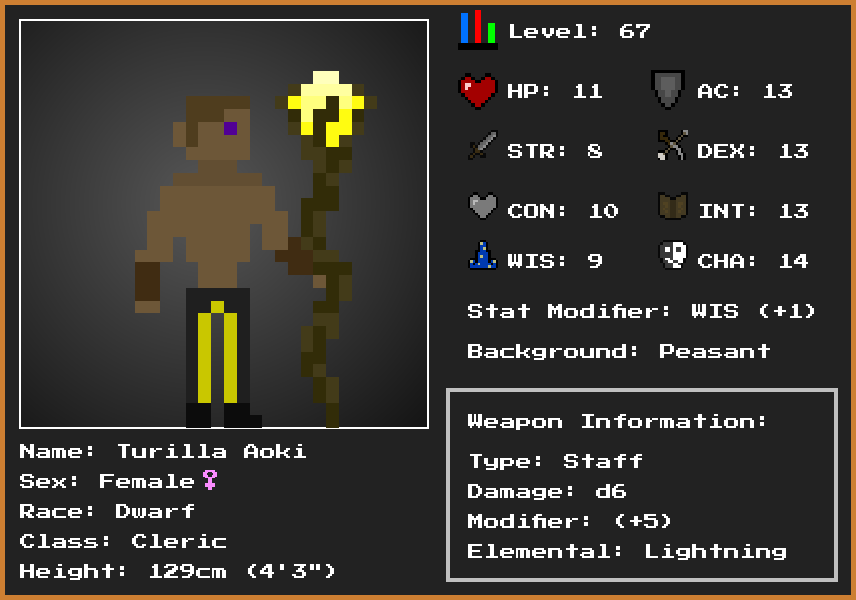 Level: 67
HP: 11
AC: 13
STR: 8
DEX: 13
CON: 10
INT: 13
WIS: 9
CHA: 14
Stat Modifier: WIS (+1)
Background: Peasant
Name: Turilla Aoki
Sex: Female♀
Race: Dwarf
Class: Cleric
Height: 129cm (4'3")
Weapon Information:
Type: Staff
Damage: d6
Modifier: (+5)
Elemental: Lightning